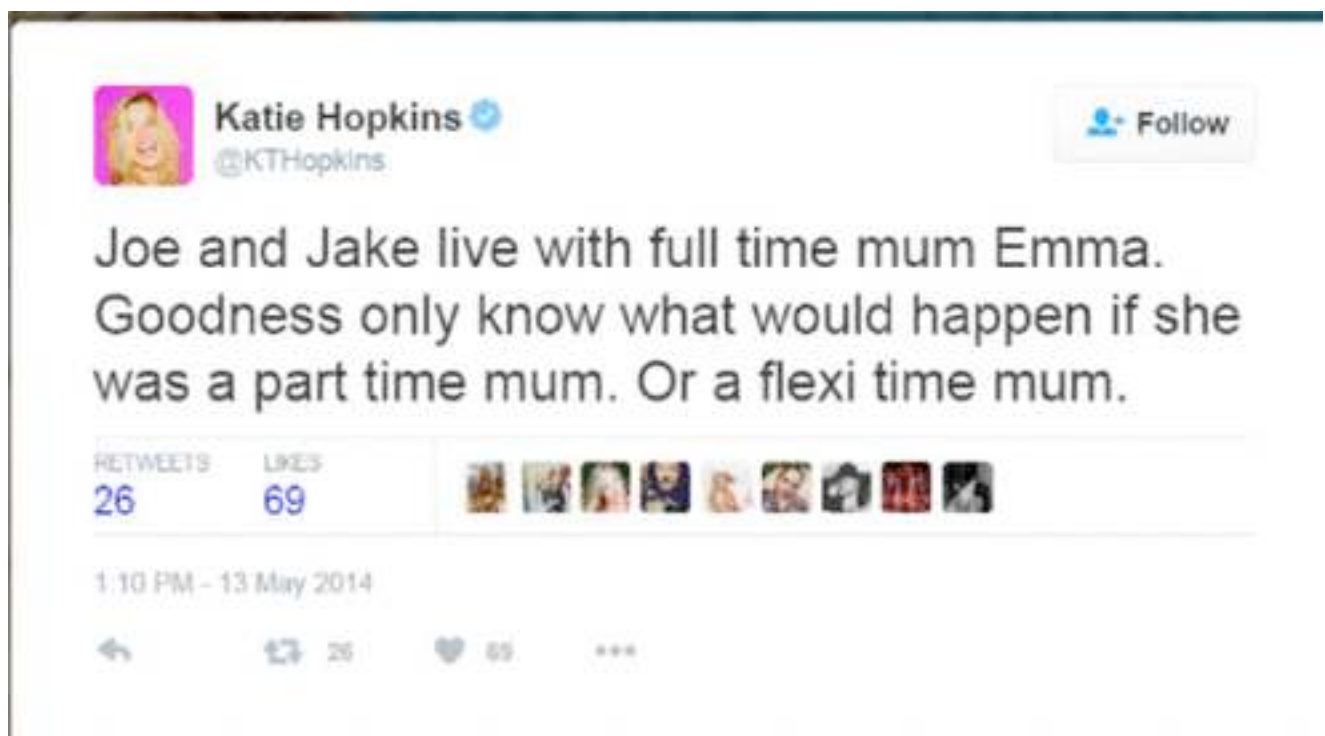 Katie Hopkins
@KTHopkins
Follow
Joe and Jake live with full time mum Emma.
Goodness only know what would happen if she
was a part time mum. Or a flexi time mum.
RETWEETS LIKES
26 69
1:10 PM - 13 May 2014
26 69